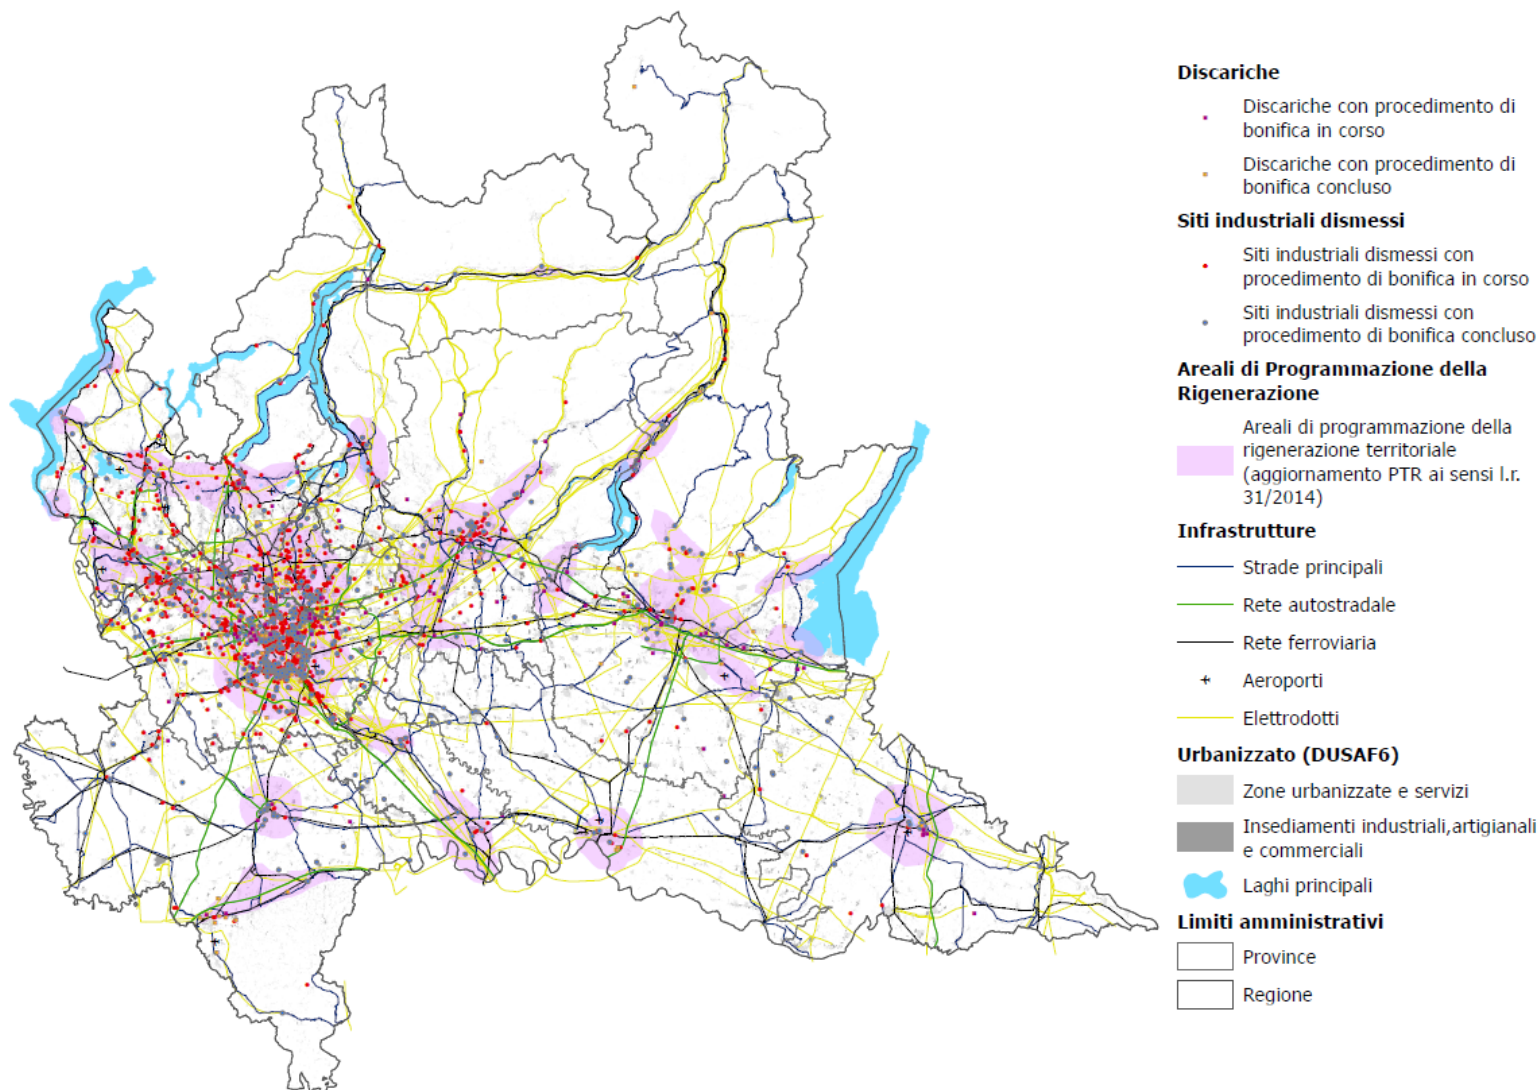 Discariche
Discariche con procedimento di
bonifica in corso
Discariche con procedimento di
bonifica concluso
Siti industriali dismessi
Siti industriali dismessi con
procedimento di bonifica in corso
Siti industriali dismessi con
procedimento di bonifica concluso
Areali di Programmazione della
Rigenerazione
Areali di programmazione della
rigenerazione territoriale
(aggiornamento PTR ai sensi l.r.
31/2014)
Infrastrutture
Strade principali
Rete autostradale
Rete ferroviaria
Aeroporti
Elettrodotti
Urbanizzato (DUSAF6)
Zone urbanizzate e servizi
Insediamenti industriali,artigianali
e commerciali
Laghi principali
Limiti amministrativi
Province
Regione